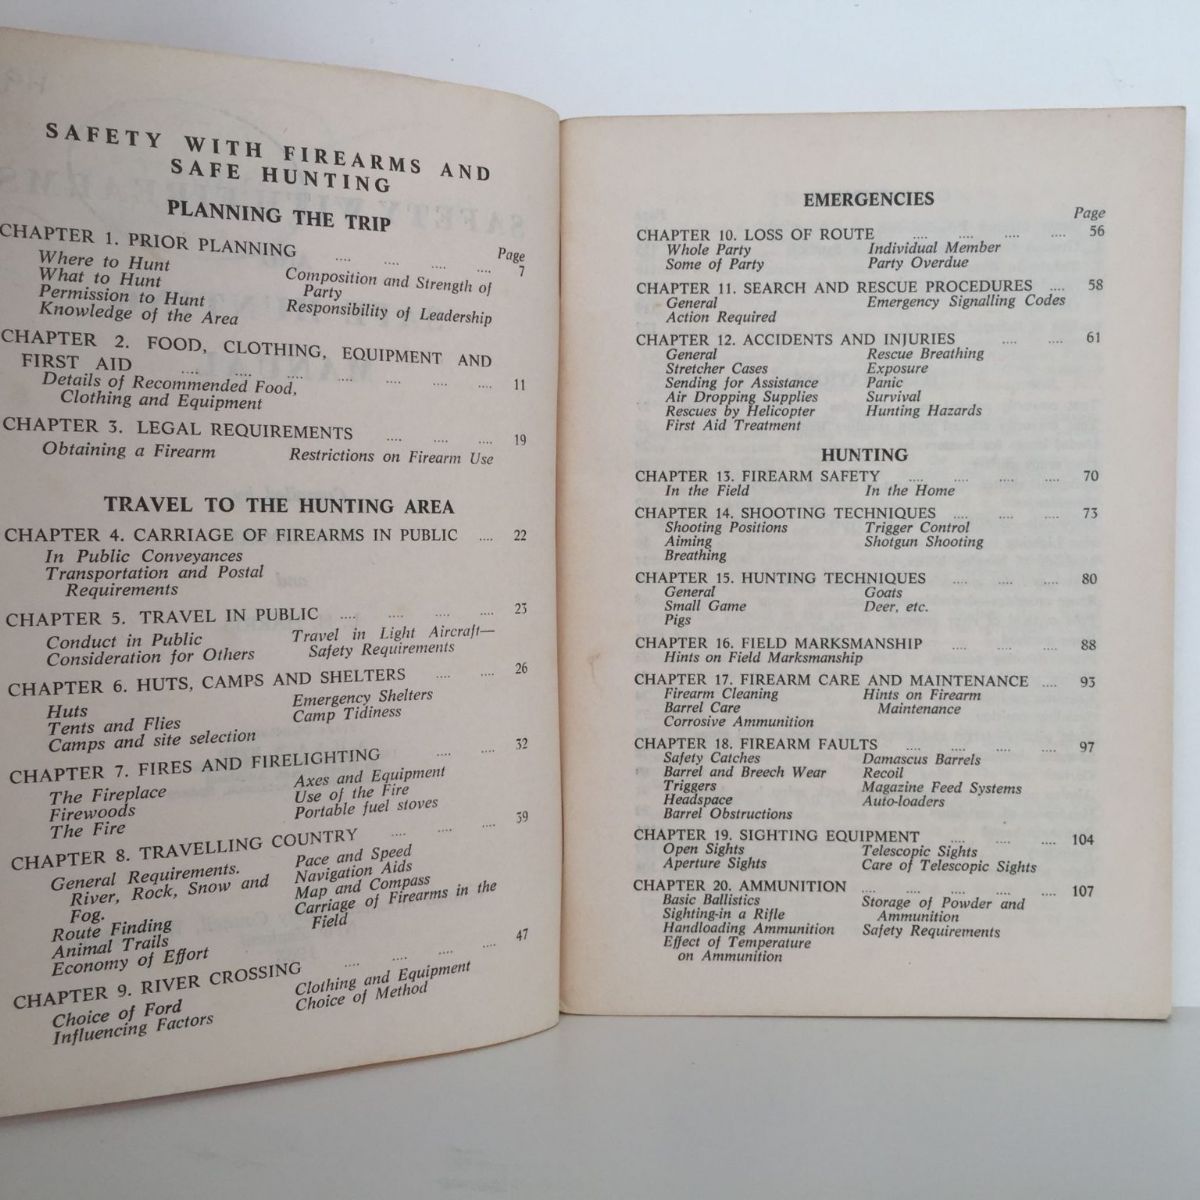 SAFETY WITH FIREARMS AND
SAFE HUNTING
PLANNING THE TRIP
Page
CHAPTER 1. PRIOR PLANNING .... .... .... .... 7
Where to Hunt
What to Hunt
Permission to Hunt
Knowledge of the Area
Composition and Strength of
Party
Responsibility of Leadership
CHAPTER 2. FOOD, CLOTHING, EQUIPMENT AND
FIRST AID .... .... .... .... .... .... 11
Details of Recommended Food,
Clothing and Equipment
CHAPTER 3. LEGAL REQUIREMENTS .... .... .... 19
Obtaining a Firearm
Restrictions on Firearm Use
TRAVEL TO THE HUNTING AREA
CHAPTER 4. CARRIAGE OF FIREARMS IN PUBLIC .... 22
In Public Conveyances
Transportation and Postal
Requirements
CHAPTER 5. TRAVEL IN PUBLIC .... .... .... .... 23
Conduct in Public
Consideration for Others
Travel in Light Aircraft—
Safety Requirements
CHAPTER 6. HUTS, CAMPS AND SHELTERS .... .... 26
Huts
Tents and Flies
Camps and site selection
Emergency Shelters
Camp Tidiness
CHAPTER 7. FIRES AND FIRELIGHTING .... .... 32
The Fireplace
Firewoods
The Fire
Axes and Equipment
Use of the Fire
Portable fuel stoves
CHAPTER 8. TRAVELLING COUNTRY .... .... .... 39
General Requirements.
River, Rock, Snow and
Fog.
Route Finding
Animal Trails
Economy of Effort
Pace and Speed
Navigation Aids
Map and Compass
Carriage of Firearms in the
Field
CHAPTER 9. RIVER CROSSING .... .... .... .... 47
Choice of Ford
Influencing Factors
Clothing and Equipment
Choice of Method
EMERGENCIES
Page
CHAPTER 10. LOSS OF ROUTE .... .... .... .... 56
Whole Party
Some of Party
Individual Member
Party Overdue
CHAPTER 11. SEARCH AND RESCUE PROCEDURES .... 58
General
Action Required
Emergency Signalling Codes
CHAPTER 12. ACCIDENTS AND INJURIES .... .... 61
General
Stretcher Cases
Sending for Assistance
Air Dropping Supplies
Rescues by Helicopter
First Aid Treatment
Rescue Breathing
Exposure
Panic
Survival
Hunting Hazards
HUNTING
CHAPTER 13. FIREARM SAFETY .... .... .... .... 70
In the Field
In the Home
CHAPTER 14. SHOOTING TECHNIQUES .... .... .... 73
Shooting Positions
Aiming
Breathing
Trigger Control
Shotgun Shooting
CHAPTER 15. HUNTING TECHNIQUES .... .... .... 80
General
Small Game
Pigs
Goats
Deer, etc.
CHAPTER 16. FIELD MARKSMANSHIP .... .... .... 88
Hints on Field Marksmanship
CHAPTER 17. FIREARM CARE AND MAINTENANCE .... 93
Firearm Cleaning
Barrel Care
Corrosive Ammunition
Hints on Firearm
Maintenance
CHAPTER 18. FIREARM FAULTS .... .... .... .... 97
Safety Catches
Barrel and Breech Wear
Triggers
Headspace
Barrel Obstructions
Damascus Barrels
Recoil
Magazine Feed Systems
Auto-loaders
CHAPTER 19. SIGHTING EQUIPMENT .... .... .... 104
Open Sights
Aperture Sights
Telescopic Sights
Care of Telescopic Sights
CHAPTER 20. AMMUNITION .... .... .... .... .... 107
Basic Ballistics
Sighting-in a Rifle
Handloading Ammunition
Effect of Temperature
on Ammunition
Storage of Powder and
Ammunition
Safety Requirements